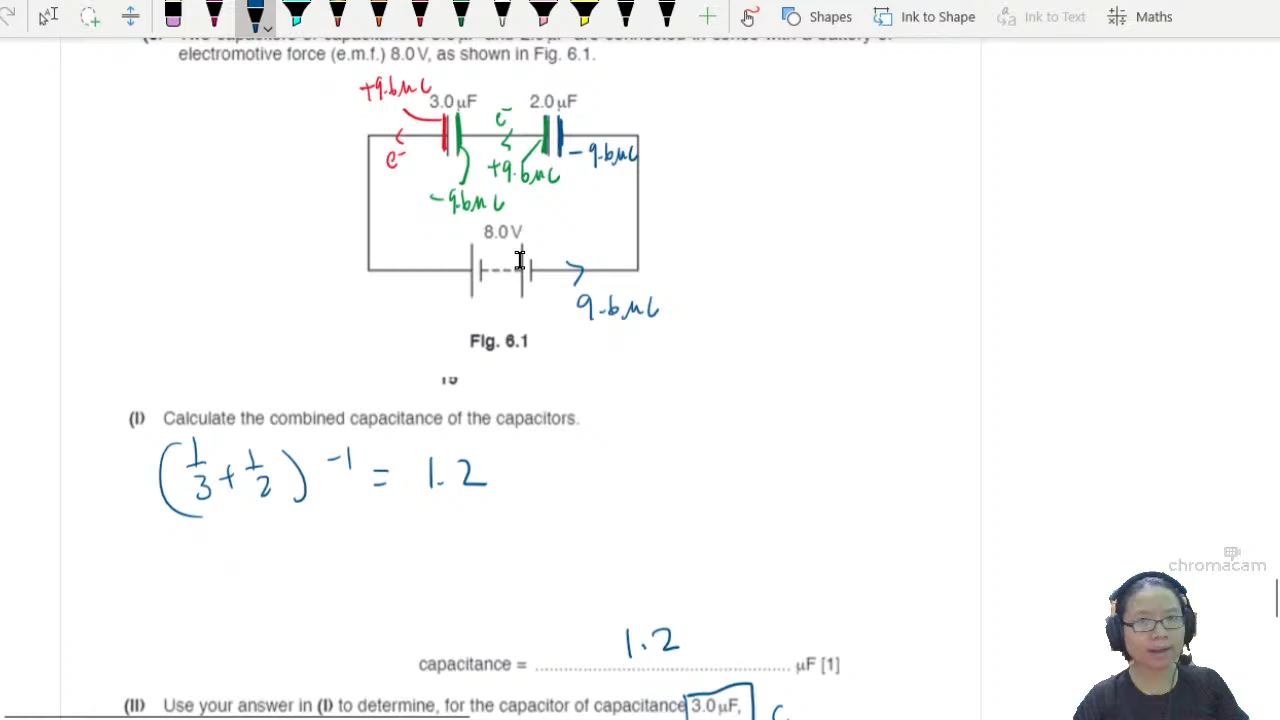 Shapes Ink to Shape Ink to Text Maths
electromotive force (e.m.f.) 8.0 V, as shown in Fig. 6.1.
+9.6μC
3.0 μF 2.0 μF
e⁻
e⁻
-9.6μC
+9.6μC
-9.6μC
8.0 V
9.6μC
Fig. 6.1
(i) Calculate the combined capacitance of the capacitors.
(1/3 + 1/2)⁻¹ = 1.2
chromacam
1.2
capacitance = ........................................................ μF [1]
(ii) Use your answer in (i) to determine, for the capacitor of capacitance 3.0 μF,